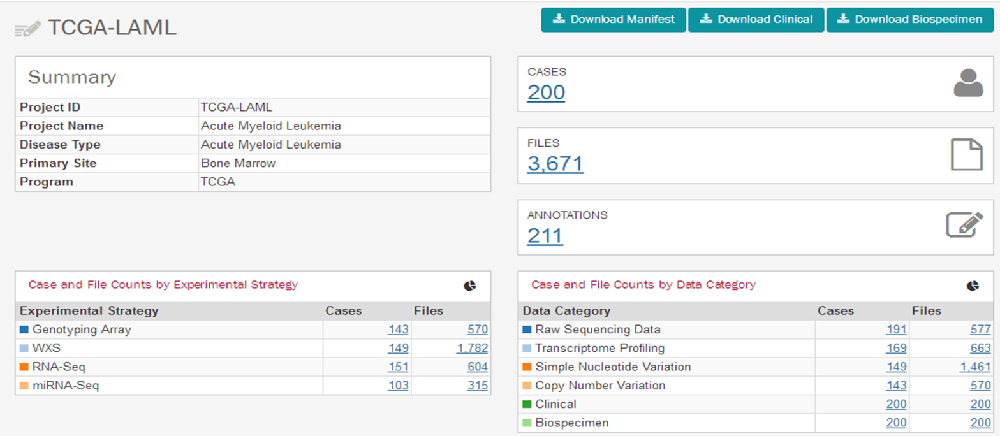 TCGA-LAML
Download Manifest Download Clinical Download Biospecimen
Summary
Project ID TCGA-LAML
Project Name Acute Myeloid Leukemia
Disease Type Acute Myeloid Leukemia
Primary Site Bone Marrow
Program TCGA
CASES
200
FILES
3,671
ANNOTATIONS
211
Case and File Counts by Experimental Strategy
Experimental Strategy Cases Files
Genotyping Array 143 570
WXS 149 1,782
RNA-Seq 151 604
miRNA-Seq 103 315
Case and File Counts by Data Category
Data Category Cases Files
Raw Sequencing Data 191 577
Transcriptome Profiling 169 663
Simple Nucleotide Variation 149 1,461
Copy Number Variation 143 570
Clinical 200 200
Biospecimen 200 200